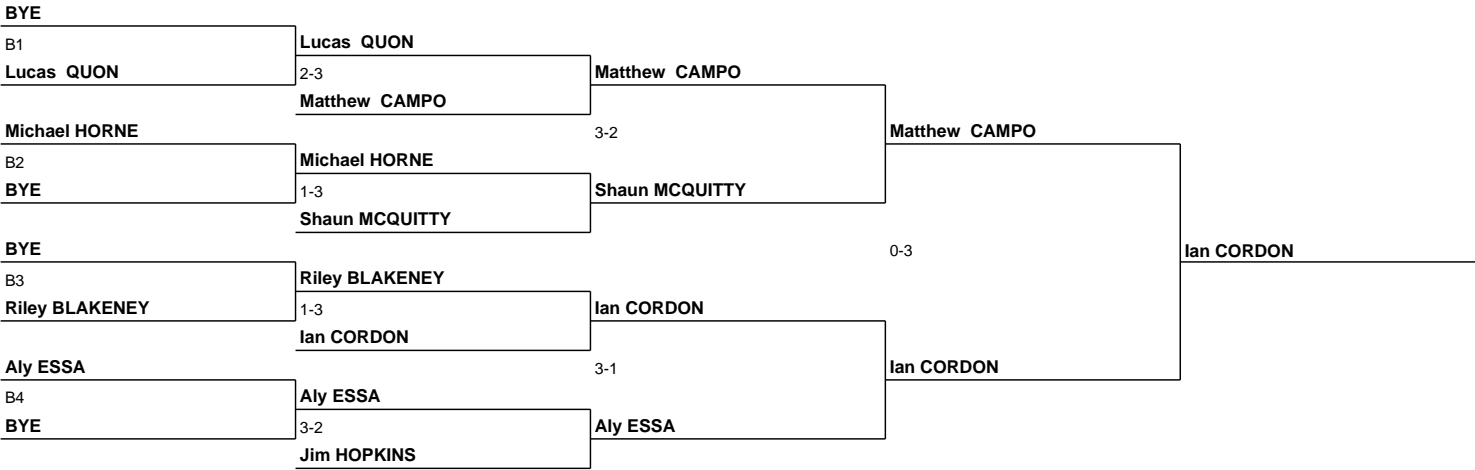 BYE
B1
Lucas QUON
Lucas QUON
2-3
Matthew CAMPO
Matthew CAMPO
Michael HORNE
B2
BYE
Michael HORNE
1-3
Shaun MCQUITTY
3-2
Shaun MCQUITTY
Matthew CAMPO
BYE
B3
Riley BLAKENEY
Riley BLAKENEY
1-3
Ian CORDON
Ian CORDON
Aly ESSA
B4
BYE
Aly ESSA
3-2
Jim HOPKINS
3-1
Aly ESSA
0-3
Ian CORDON
Ian CORDON